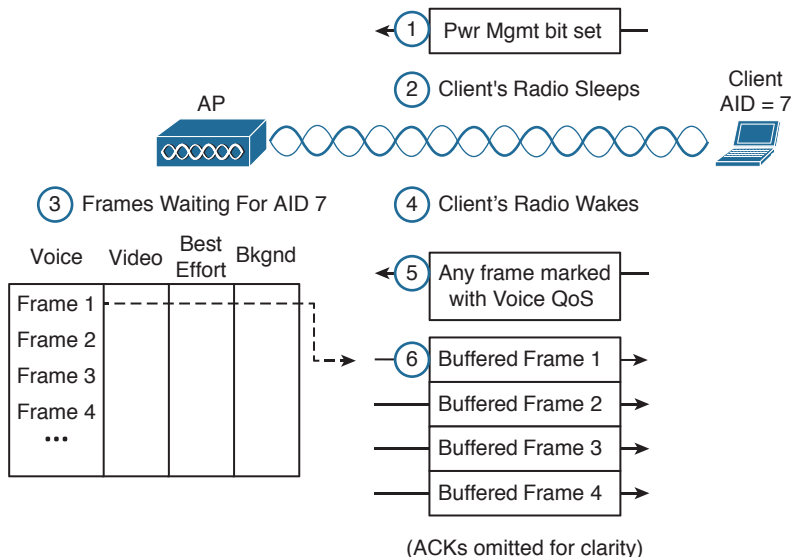 1 Pwr Mgmt bit set
2 Client's Radio Sleeps
AP
Client
AID = 7
3 Frames Waiting For AID 7
4 Client's Radio Wakes
Voice Video Best Effort Bkgnd
5 Any frame marked
with Voice QoS
Frame 1
Frame 2
Frame 3
Frame 4
•••
6 Buffered Frame 1
Buffered Frame 2
Buffered Frame 3
Buffered Frame 4
(ACKs omitted for clarity)